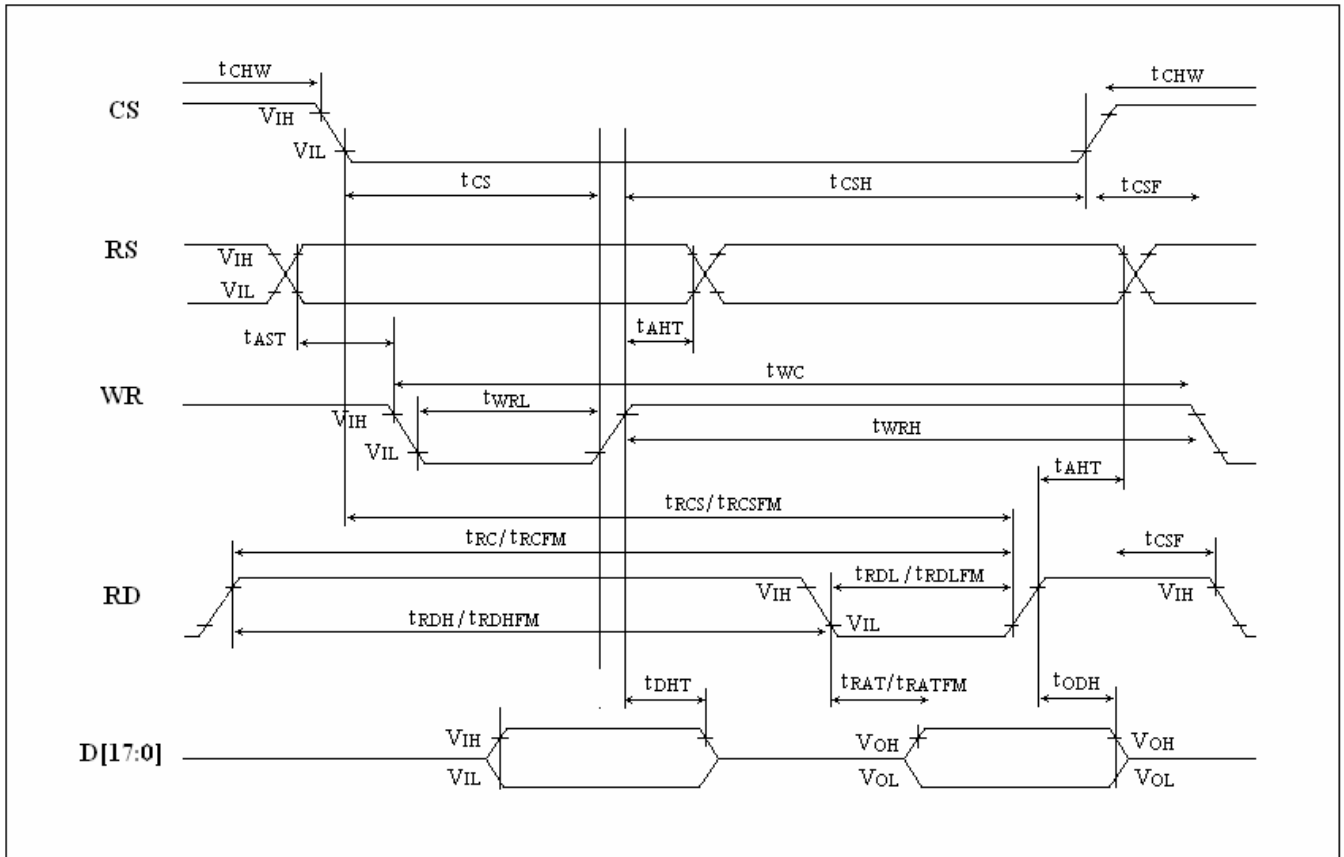 tCHW
tCHW
CS
VIH
VIL
tCS
tCSH
tCSF
RS
VIH
VIL
tAST
tAHT
tWC
WR
VIH
tWRL
tWRH
VIL
tAHT
tRCS/tRCSFM
tRC/tRCFM
tCSF
RD
VIH
tRDL/tRDLFM
VIH
tRDH/tRDHFM
VIL
tDHT
tRAT/tRATFM
tODH
D[17:0]
VIH
VOH
VOH
VIL
VOL
VOL